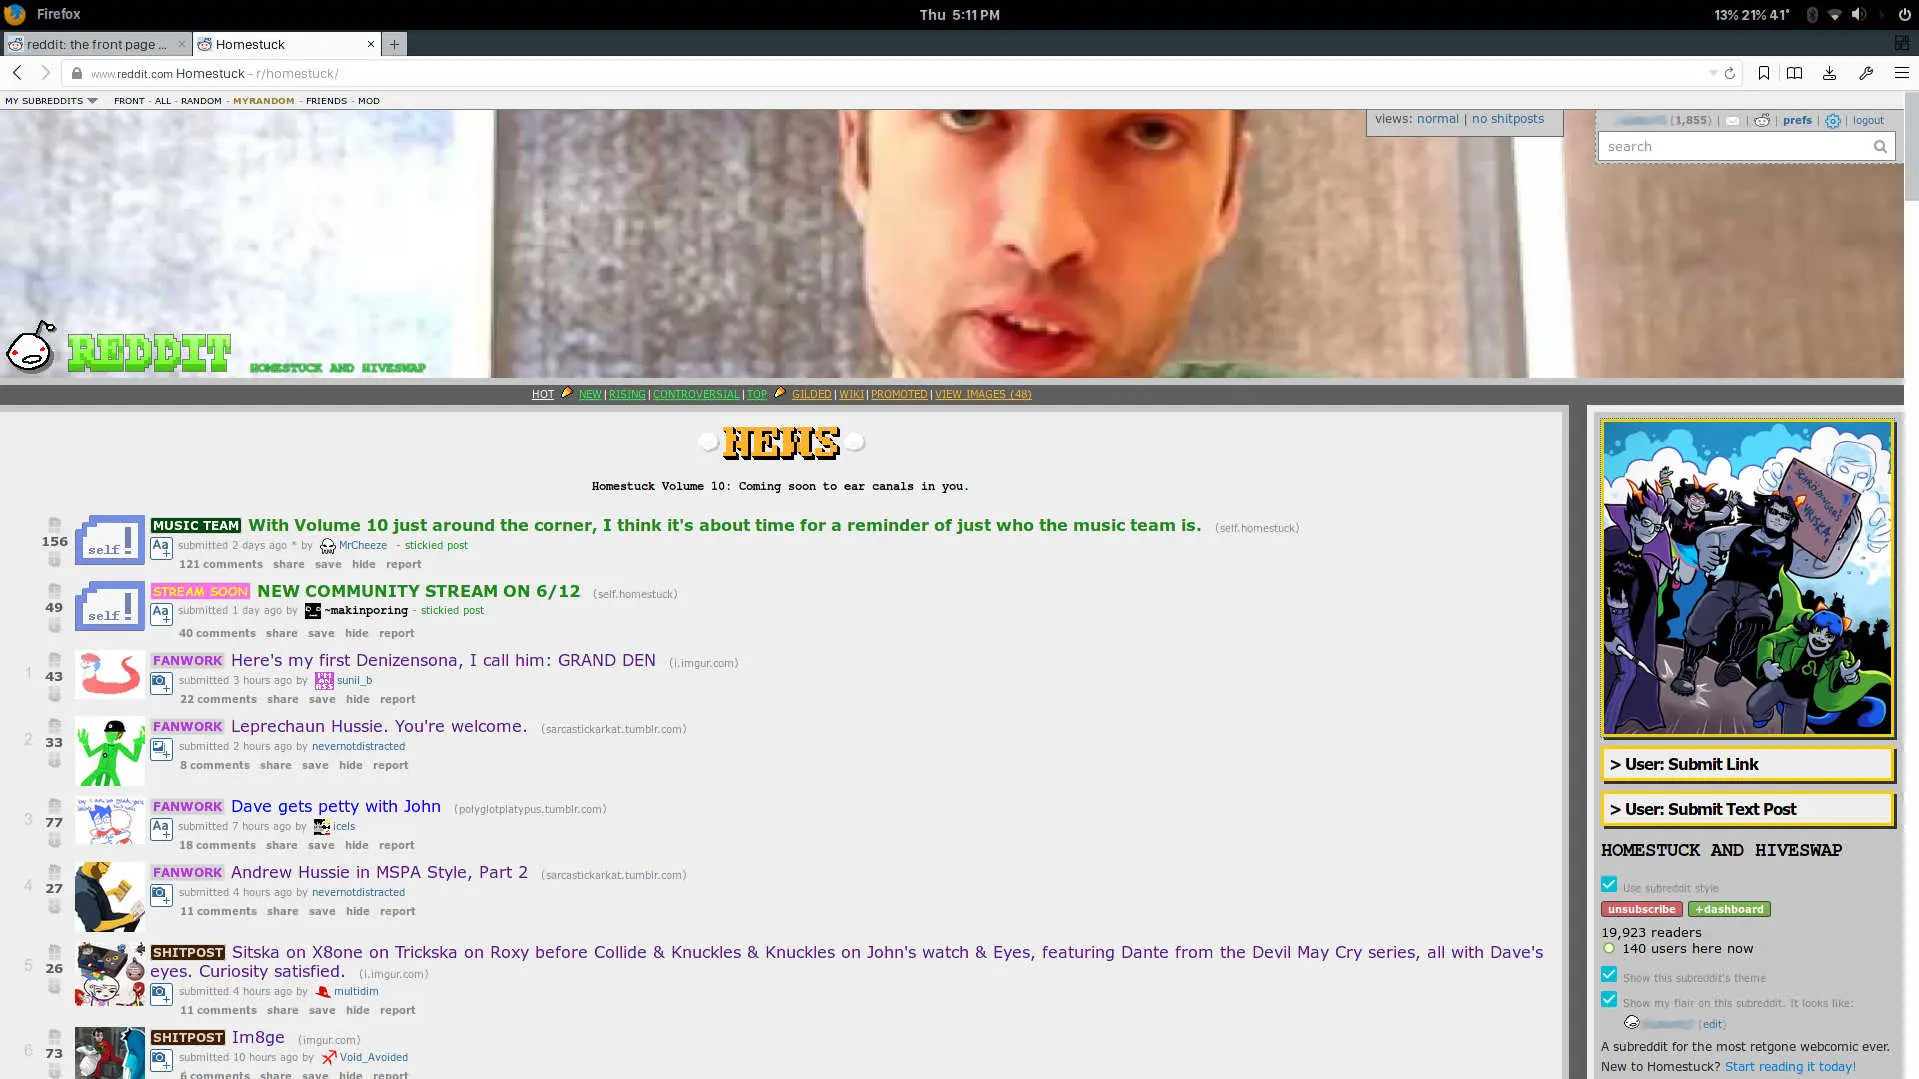 Firefox
Thu 5:11PM
13% 21% 41°
reddit: the front page ... ×
Homestuck ×
+
www.reddit.com Homestuck - r/homestuck/
MY SUBREDDITS FRONT - ALL - RANDOM - MYRANDOM - FRIENDS - MOD
views: normal | no shitposts
(1,855) | | | prefs | | logout
search
REDDIT
HOMESTUCK AND HIVESWAP
HOT NEW | RISING | CONTROVERSIAL | TOP GILDED | WIKI | PROMOTED | VIEW IMAGES (48)
NEWS
Homestuck Volume 10: Coming soon to ear canals in you.
156
self !
MUSIC TEAM With Volume 10 just around the corner, I think it's about time for a reminder of just who the music team is. (self.homestuck)
Aa+ submitted 2 days ago * by MrCheeze - stickied post
121 comments share save hide report
49
self !
STREAM SOON NEW COMMUNITY STREAM ON 6/12 (self.homestuck)
Aa+ submitted 1 day ago by ~makinporing - stickied post
40 comments share save hide report
1 43
FANWORK Here's my first Denizensona, I call him: GRAND DEN (i.imgur.com)
submitted 3 hours ago by sunil_b
22 comments share save hide report
2 33
FANWORK Leprechaun Hussie. You're welcome. (sarcastickarkat.tumblr.com)
submitted 2 hours ago by nevernotdistracted
8 comments share save hide report
3 77
FANWORK Dave gets petty with John (polyglotplatypus.tumblr.com)
Aa+ submitted 7 hours ago by icels
18 comments share save hide report
4 27
FANWORK Andrew Hussie in MSPA Style, Part 2 (sarcastickarkat.tumblr.com)
submitted 4 hours ago by nevernotdistracted
11 comments share save hide report
5 26
SHITPOST Sitska on X8one on Trickska on Roxy before Collide & Knuckles & Knuckles on John's watch & Eyes, featuring Dante from the Devil May Cry series, all with Dave's
eyes. Curiosity satisfied. (i.imgur.com)
submitted 4 hours ago by multidim
11 comments share save hide report
6 73
SHITPOST Im8ge (imgur.com)
submitted 10 hours ago by Void_Avoided
6 comments share save hide report
SCHRÖDINGER'S
VRISKA
> User: Submit Link
> User: Submit Text Post
HOMESTUCK AND HIVESWAP
Use subreddit style
unsubscribe +dashboard
19,923 readers
140 users here now
Show this subreddit's theme
Show my flair on this subreddit. It looks like:
(edit)
A subreddit for the most retgone webcomic ever.
New to Homestuck? Start reading it today!